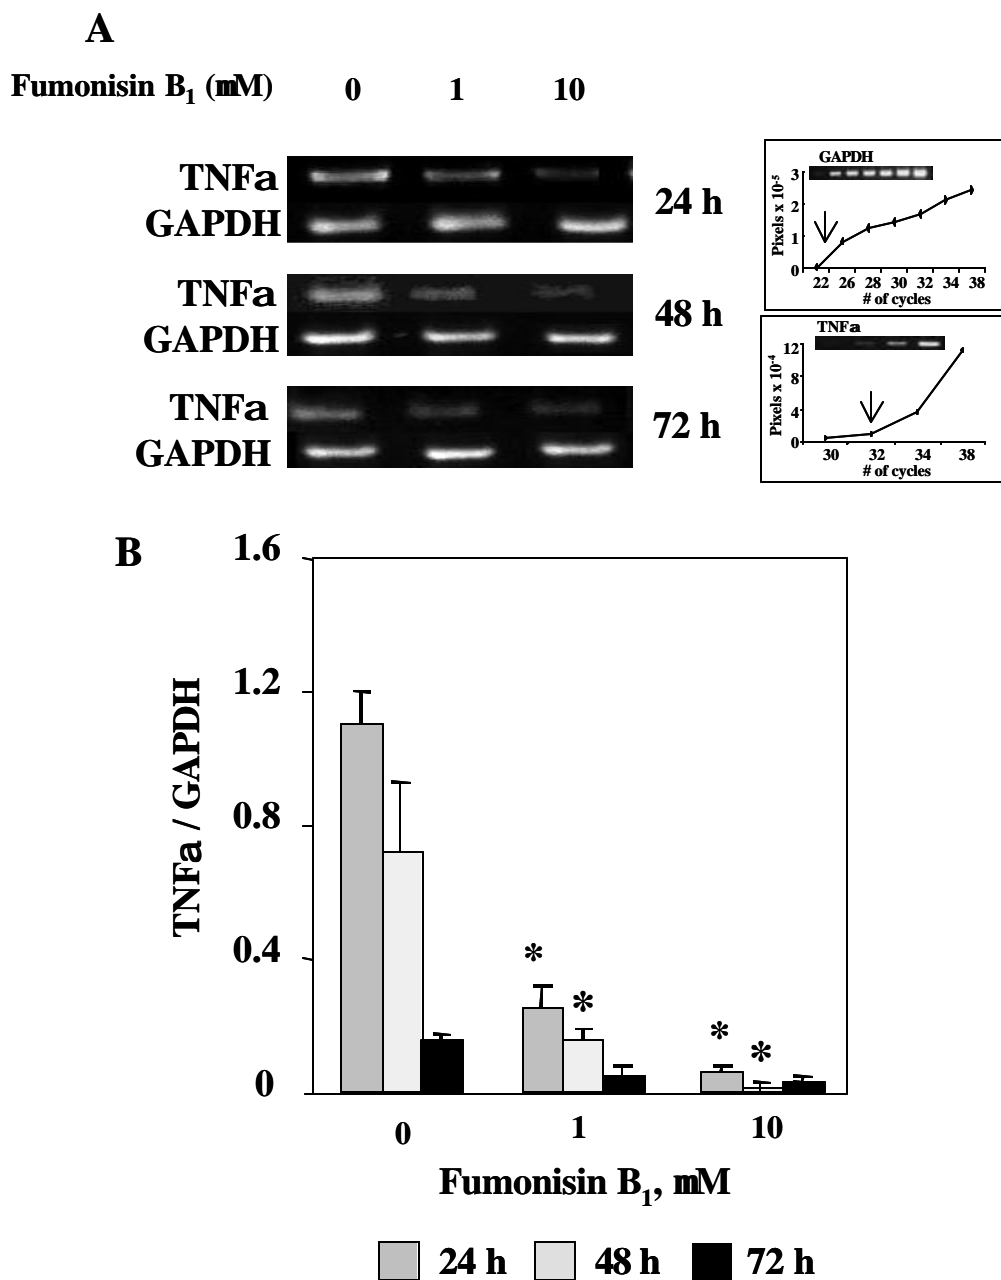 A
Fumonisin B1 (mM) 0 1 10
TNFa
GAPDH
24 h
TNFa
GAPDH
48 h
TNFa
GAPDH
72 h
GAPDH
3
2
1
0
Pixels x 10-5
22 26 28 30 32 34 38
# of cycles
TNFa
12
8
4
0
Pixels x 10-4
30 32 34 38
# of cycles
B
1.6
1.2
0.8
0.4
0
TNFa / GAPDH
* * * *
0 1 10
Fumonisin B1, mM
24 h 48 h 72 h